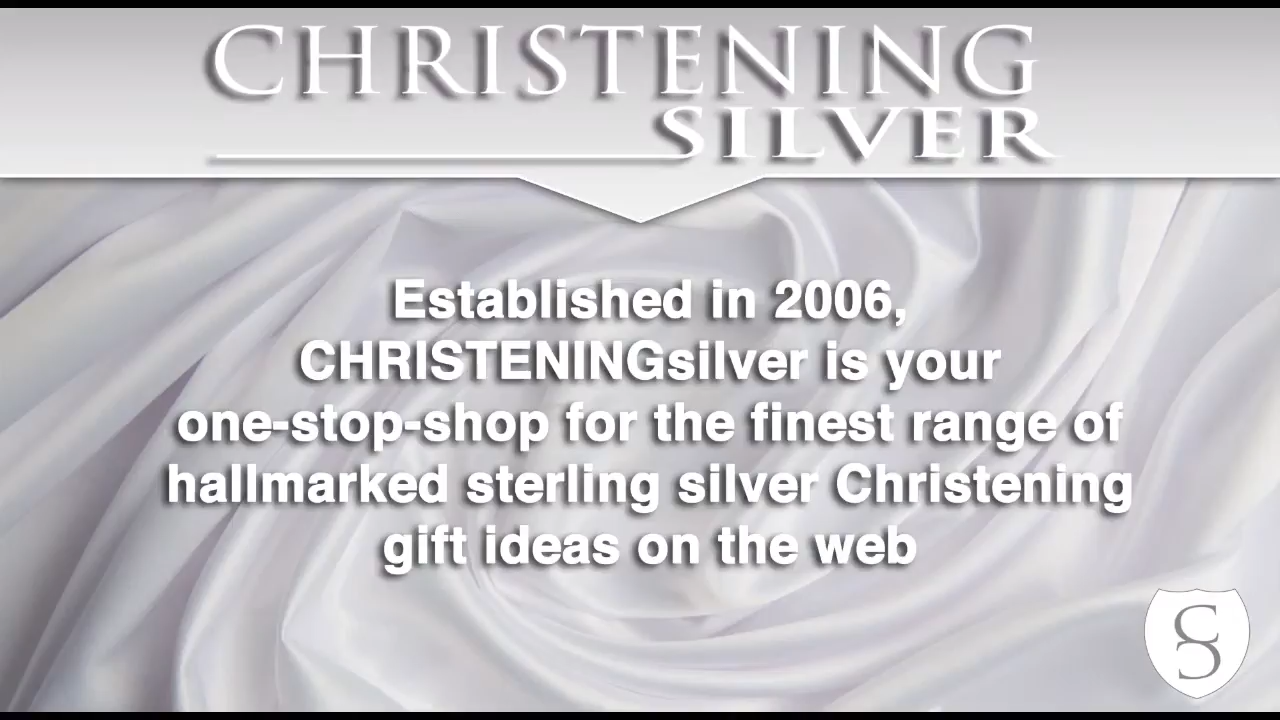 CHRISTENING
SILVER
Established in 2006,
CHRISTENINGsilver is your
one-stop-shop for the finest range of
hallmarked sterling silver Christening
gift ideas on the web
CS